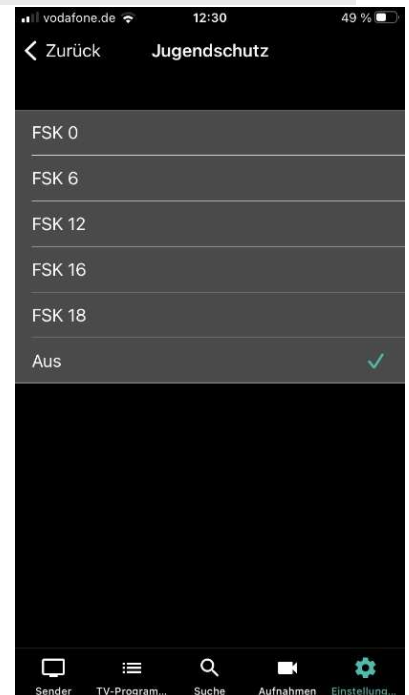 vodafone.de 12:30 49 %
Zurück Jugendschutz
FSK 0
FSK 6
FSK 12
FSK 16
FSK 18
Aus
Sender TV-Program... Suche Aufnahmen Einstellung...